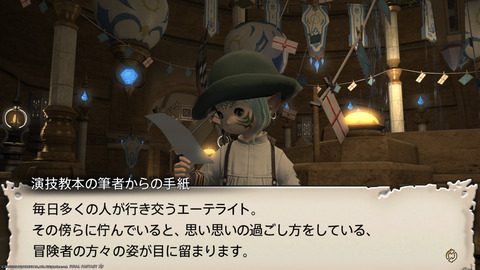 演技教本の筆者からの手紙
毎日多くの人が行き交うエーテライト。
その傍らに佇んでいると、思い思いの過ごし方をしている、
冒険者の方々の姿が目に留まります。
FINAL FANTASY XIV